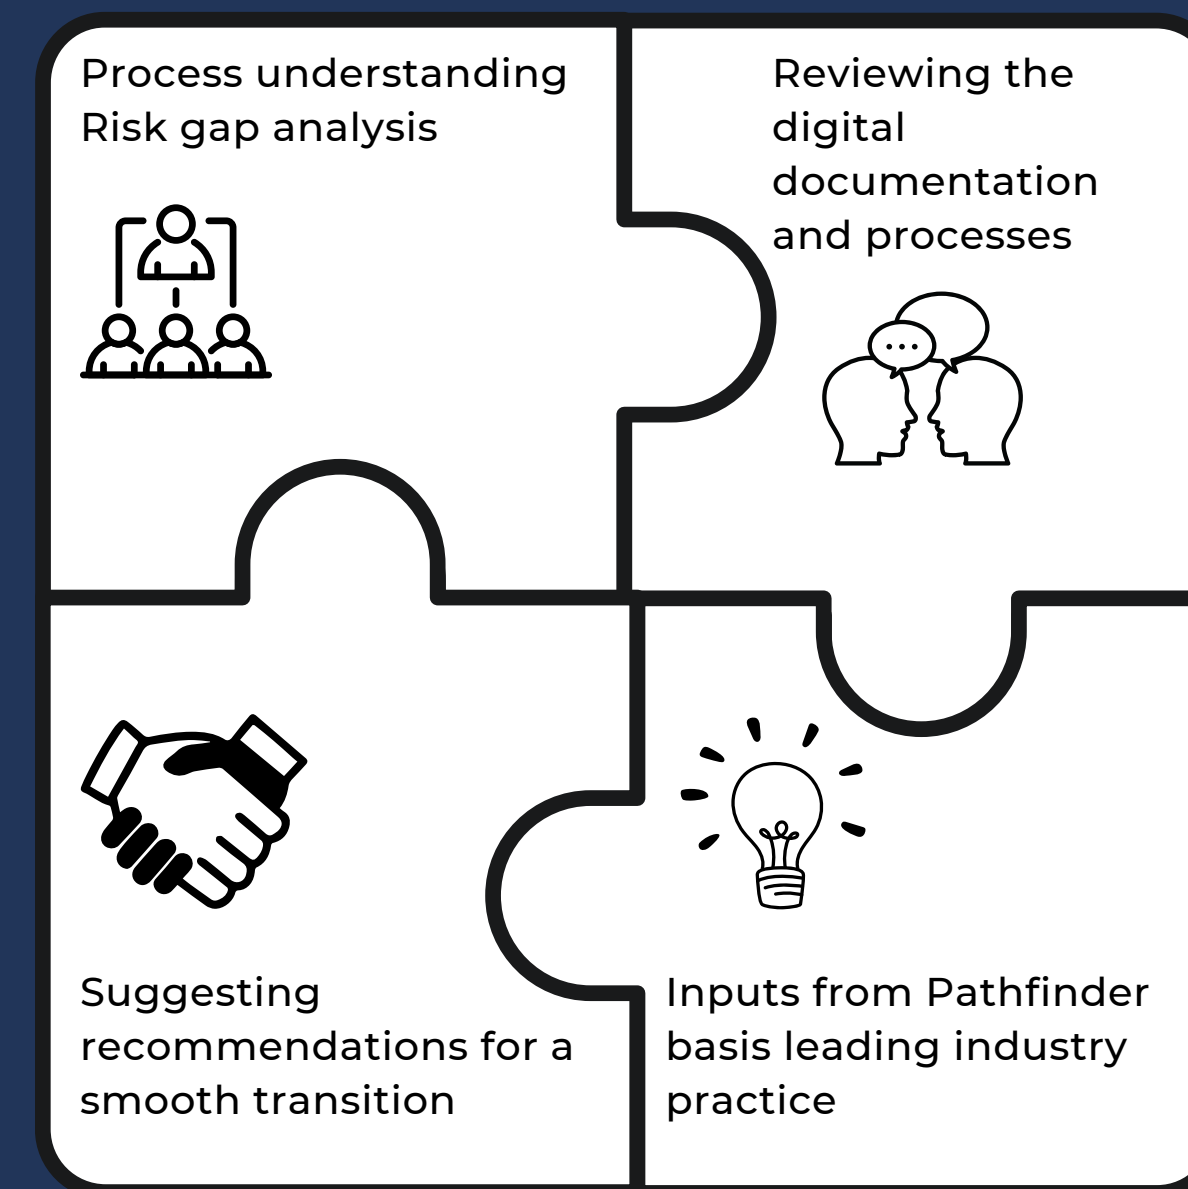 Process understanding
Risk gap analysis
Reviewing the
digital
documentation
and processes
Suggesting
recommendations for a
smooth transition
Inputs from Pathfinder
basis leading industry
practice